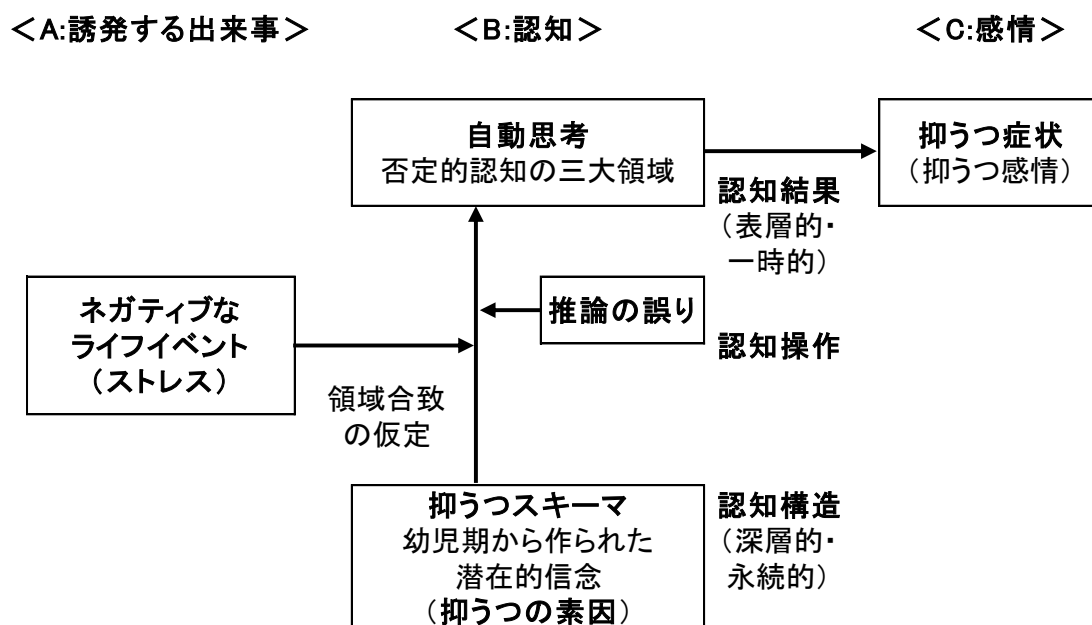 ＜A:誘発する出来事＞
＜B:認知＞
＜C:感情＞
自動思考
否定的認知の三大領域
抑うつ症状
（抑うつ感情）
認知結果
（表層的・
一時的）
ネガティブな
ライフイベント
（ストレス）
推論の誤り
認知操作
領域合致
の仮定
抑うつスキーマ
幼児期から作られた
潜在的信念
（抑うつの素因）
認知構造
（深層的・
永続的）